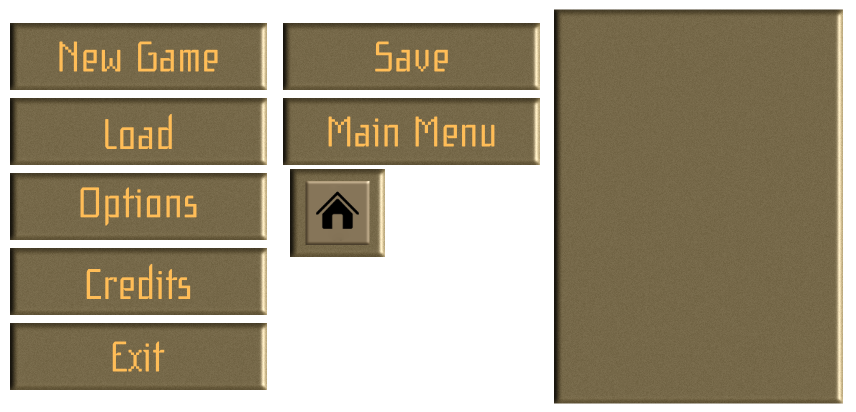 New Game
Load
Options
Credits
Exit
Save
Main Menu